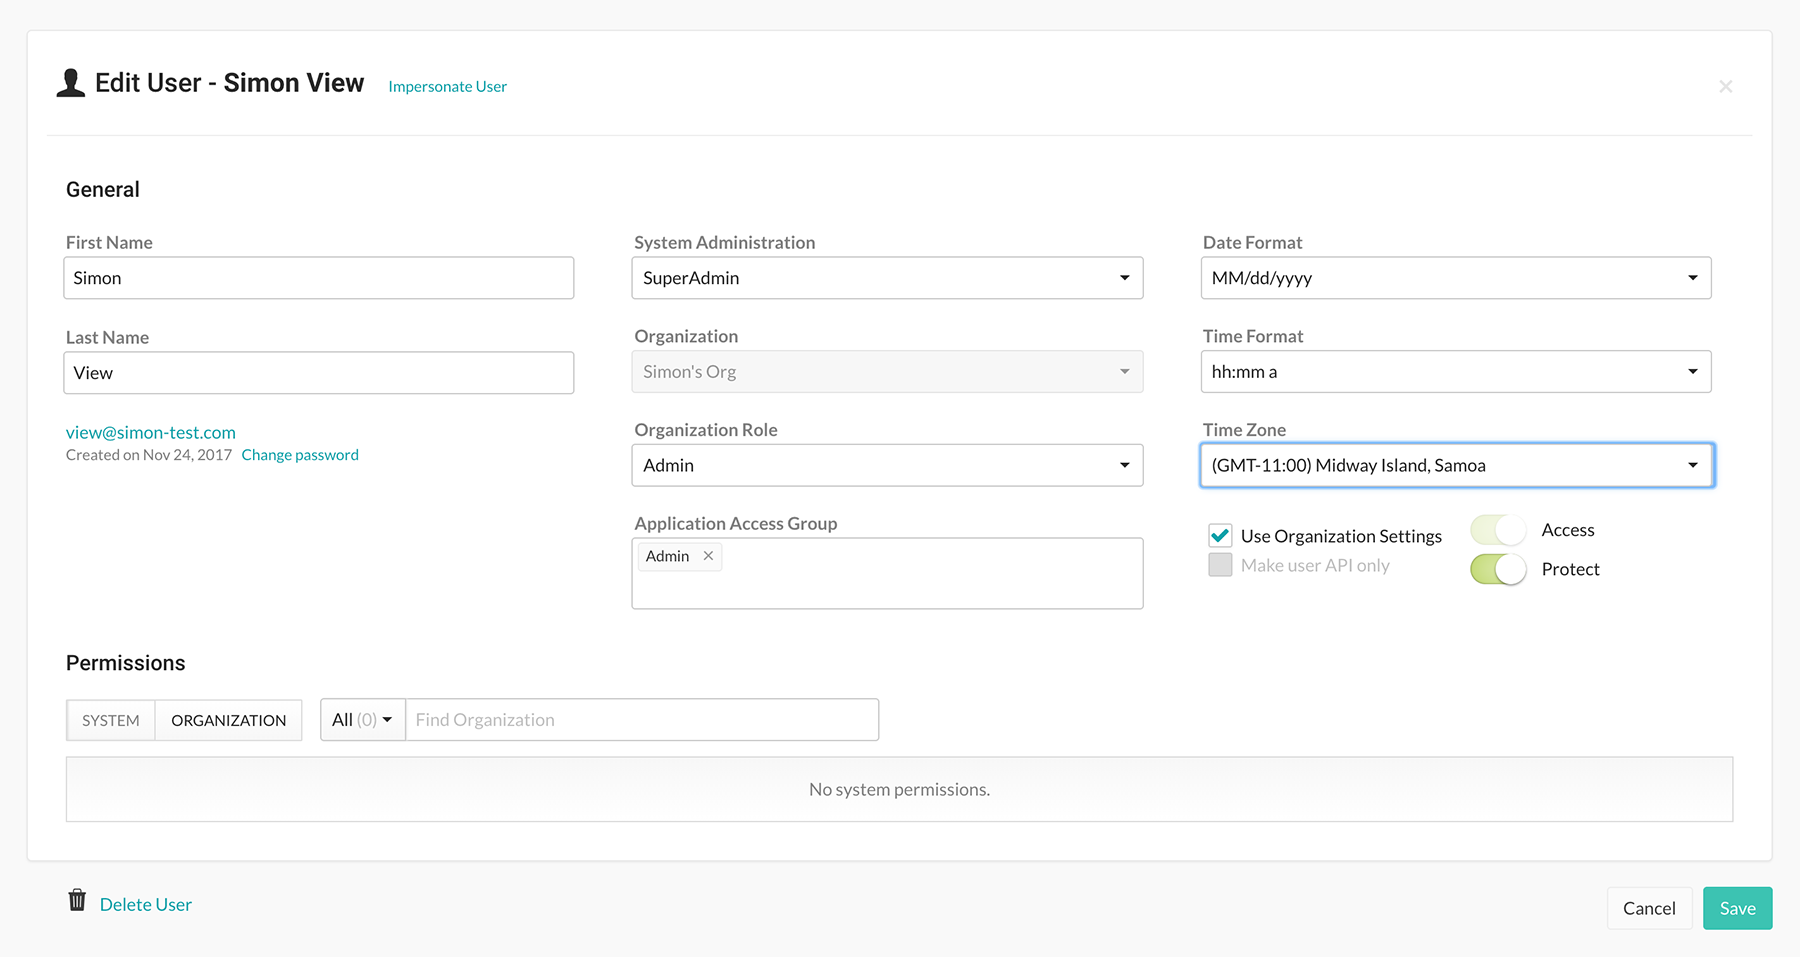 Edit User - Simon View Impersonate User
General
First Name
Simon
Last Name
View
view@simon-test.com
Created on Nov 24, 2017 Change password
System Administration
SuperAdmin
Organization
Simon's Org
Organization Role
Admin
Application Access Group
Admin ×
Date Format
MM/dd/yyyy
Time Format
hh:mm a
Time Zone
(GMT-11:00) Midway Island, Samoa
Use Organization Settings
Make user API only
Access
Protect
Permissions
SYSTEM ORGANIZATION All (0) Find Organization
No system permissions.
Delete User
Cancel Save